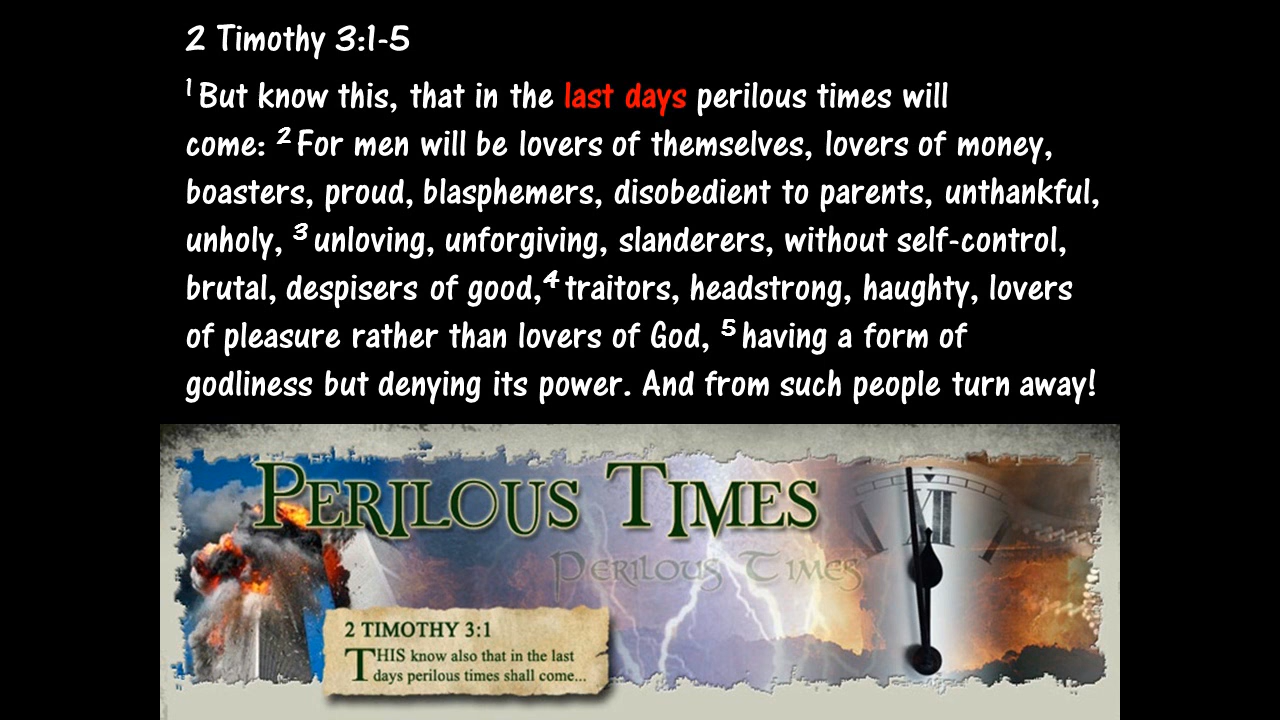 2 Timothy 3:1-5
1 But know this, that in the last days perilous times will
come: 2 For men will be lovers of themselves, lovers of money,
boasters, proud, blasphemers, disobedient to parents, unthankful,
unholy, 3 unloving, unforgiving, slanderers, without self-control,
brutal, despisers of good,4 traitors, headstrong, haughty, lovers
of pleasure rather than lovers of God, 5 having a form of
godliness but denying its power. And from such people turn away!
PERILOUS TIMES
PERILOUS TIMES
VII
2 TIMOTHY 3:1
THIS know also that in the last
days perilous times shall come...